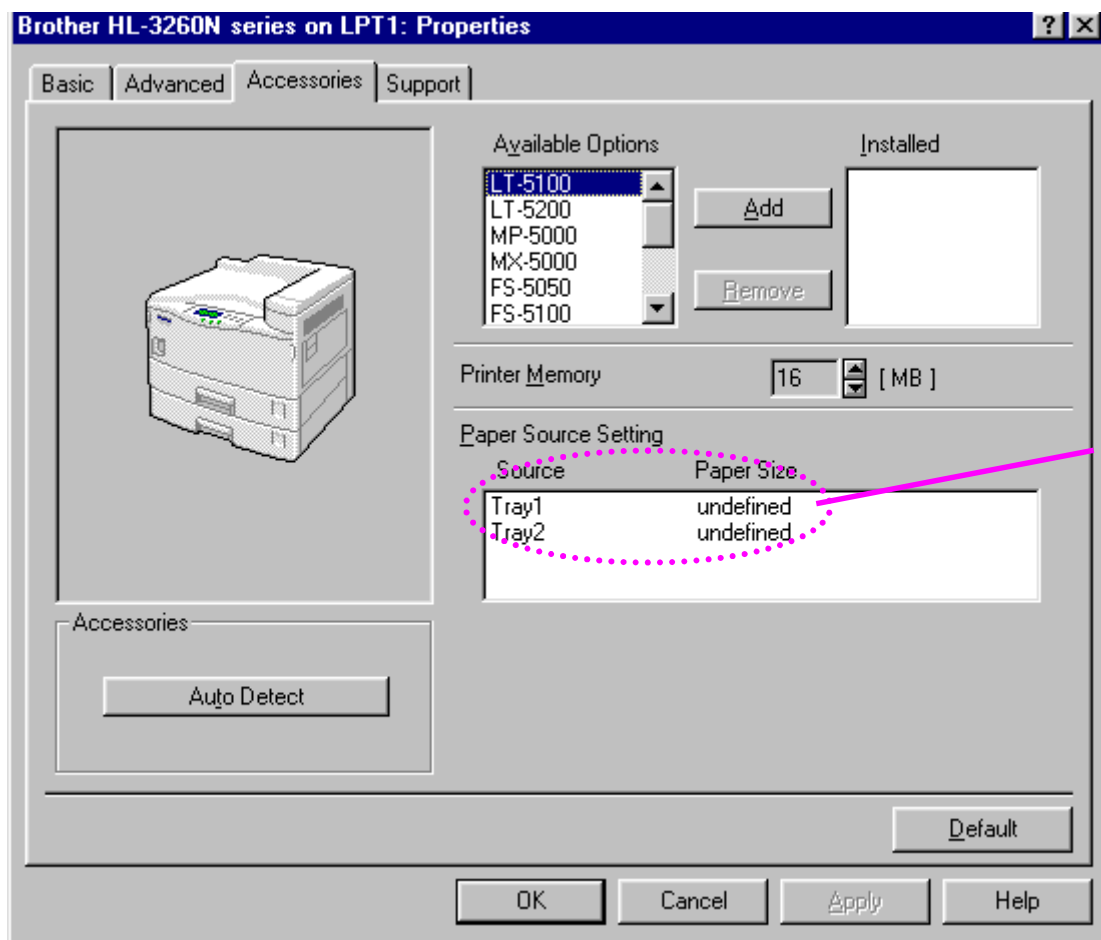 Brother HL-3260N series on LPT1: Properties
Basic Advanced Accessories Support
Available Options Installed
LT-5100
LT-5200
MP-5000
MX-5000
FS-5050
FS-5100
Add
Remove
Printer Memory 16 [ MB ]
Paper Source Setting
Source Paper Size
Tray1 undefined
Tray2 undefined
Accessories
Auto Detect
Default
OK Cancel Apply Help